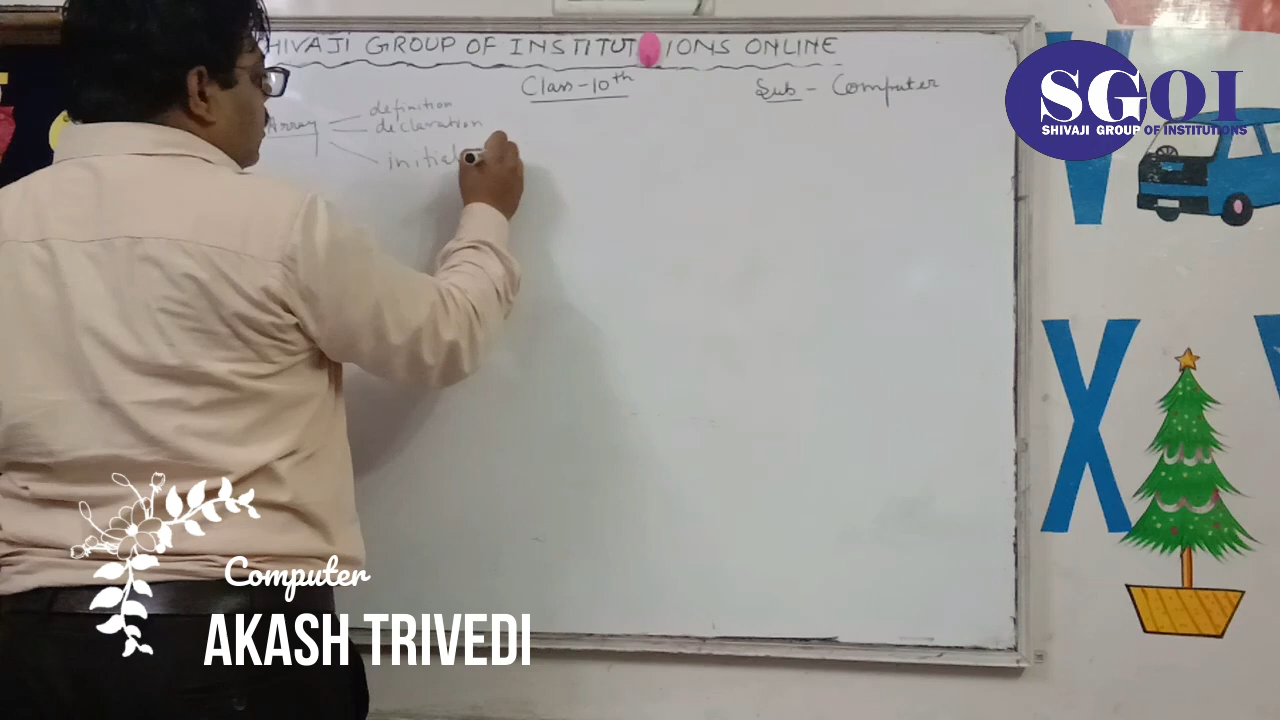 SHIVAJI GROUP OF INSTITUTIONS ONLINE
Class-10th
Sub - Computer
Array
definition
declaration
initial
SGOI
SHIVAJI GROUP OF INSTITUTIONS
V
X
Computer
AKASH TRIVEDI